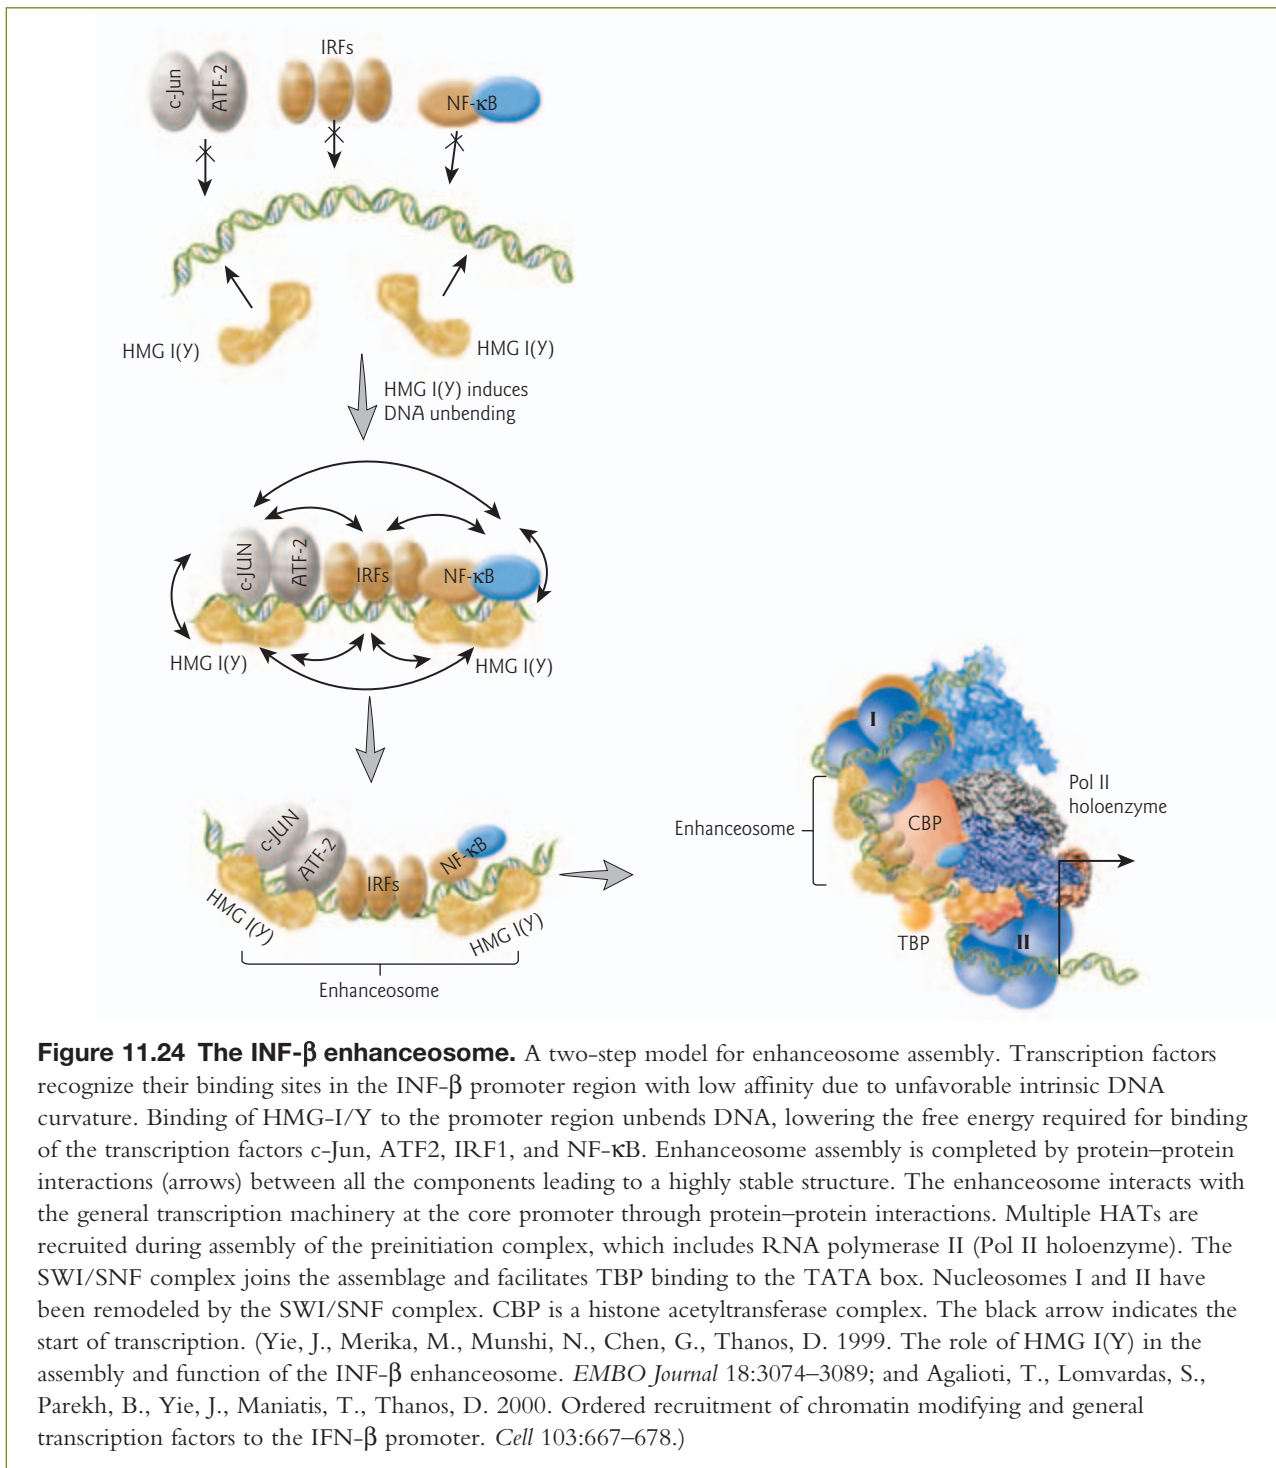 IRFs
c-Jun
ATF-2
NF-κB
HMG I(Y)
HMG I(Y)
HMG I(Y) induces
DNA unbending
c-JUN
ATF-2
IRFs
NF-κB
HMG I(Y)
HMG I(Y)
c-JUN
ATF-2
IRFs
NF-κB
HMG I(Y)
HMG I(Y)
Enhanceosome
I
Pol II
holoenzyme
Enhanceosome
CBP
TBP
II
Figure 11.24 The INF-β enhanceosome. A two-step model for enhanceosome assembly. Transcription factors
recognize their binding sites in the INF-β promoter region with low affinity due to unfavorable intrinsic DNA
curvature. Binding of HMG-I/Y to the promoter region unbends DNA, lowering the free energy required for binding
of the transcription factors c-Jun, ATF2, IRF1, and NF-κB. Enhanceosome assembly is completed by protein–protein
interactions (arrows) between all the components leading to a highly stable structure. The enhanceosome interacts with
the general transcription machinery at the core promoter through protein–protein interactions. Multiple HATs are
recruited during assembly of the preinitiation complex, which includes RNA polymerase II (Pol II holoenzyme). The
SWI/SNF complex joins the assemblage and facilitates TBP binding to the TATA box. Nucleosomes I and II have
been remodeled by the SWI/SNF complex. CBP is a histone acetyltransferase complex. The black arrow indicates the
start of transcription. (Yie, J., Merika, M., Munshi, N., Chen, G., Thanos, D. 1999. The role of HMG I(Y) in the
assembly and function of the INF-β enhanceosome. EMBO Journal 18:3074–3089; and Agalioti, T., Lomvardas, S.,
Parekh, B., Yie, J., Maniatis, T., Thanos, D. 2000. Ordered recruitment of chromatin modifying and general
transcription factors to the IFN-β promoter. Cell 103:667–678.)